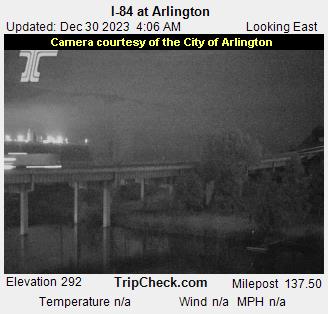 I-84 at Arlington
Updated: Dec 30 2023 4:06 AM Looking East
Camera courtesy of the City of Arlington
Elevation 292 TripCheck.com Milepost 137.50
Temperature n/a Wind n/a MPH n/a